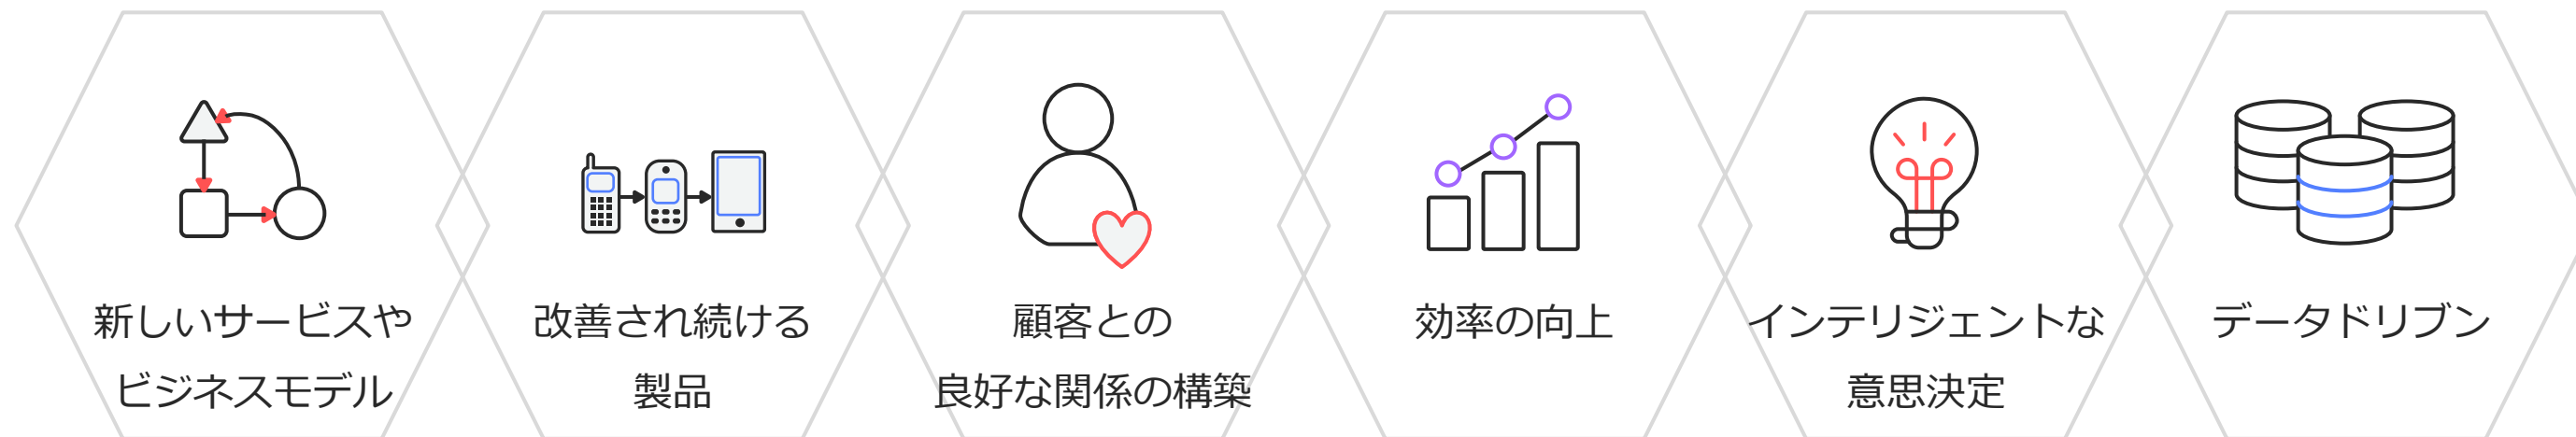 新しいサービスや
ビジネスモデル
改善され続ける
製品
顧客との
良好な関係の構築
効率の向上
インテリジェントな
意思決定
データドリブン